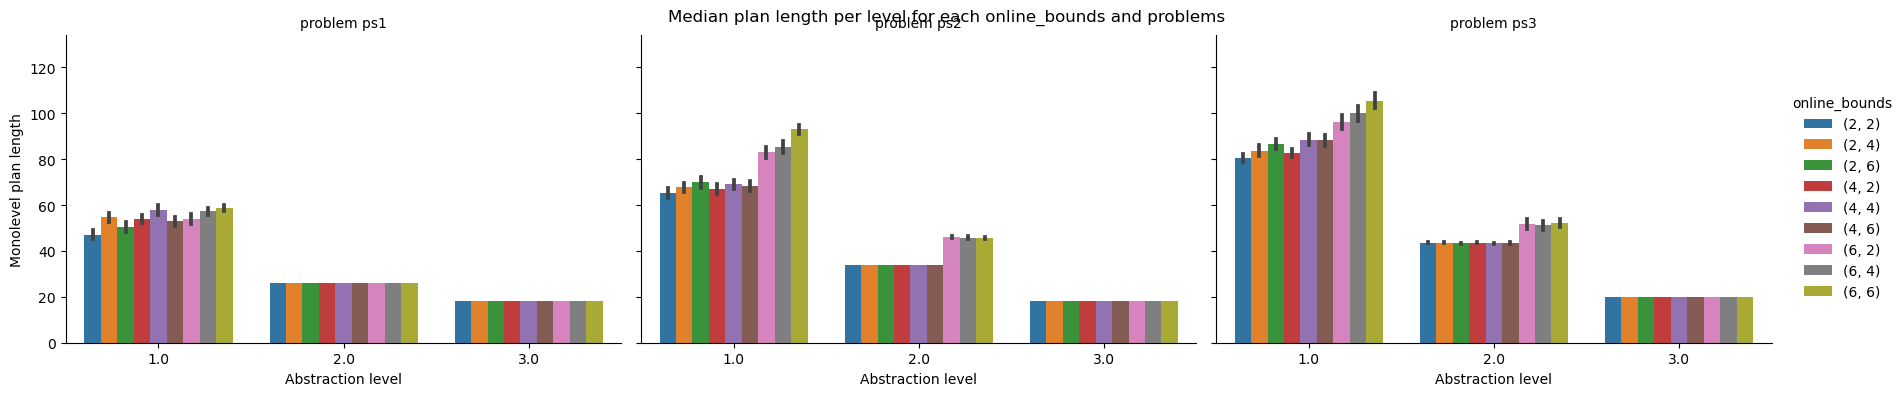 Median plan length per level for each online_bounds and problems
problem ps1
problem ps2
problem ps3
Monolevel plan length
120
100
80
60
40
20
0
1.0
2.0
3.0
Abstraction level
1.0
2.0
3.0
Abstraction level
1.0
2.0
3.0
Abstraction level
online_bounds
(2, 2)
(2, 4)
(2, 6)
(4, 2)
(4, 4)
(4, 6)
(6, 2)
(6, 4)
(6, 6)